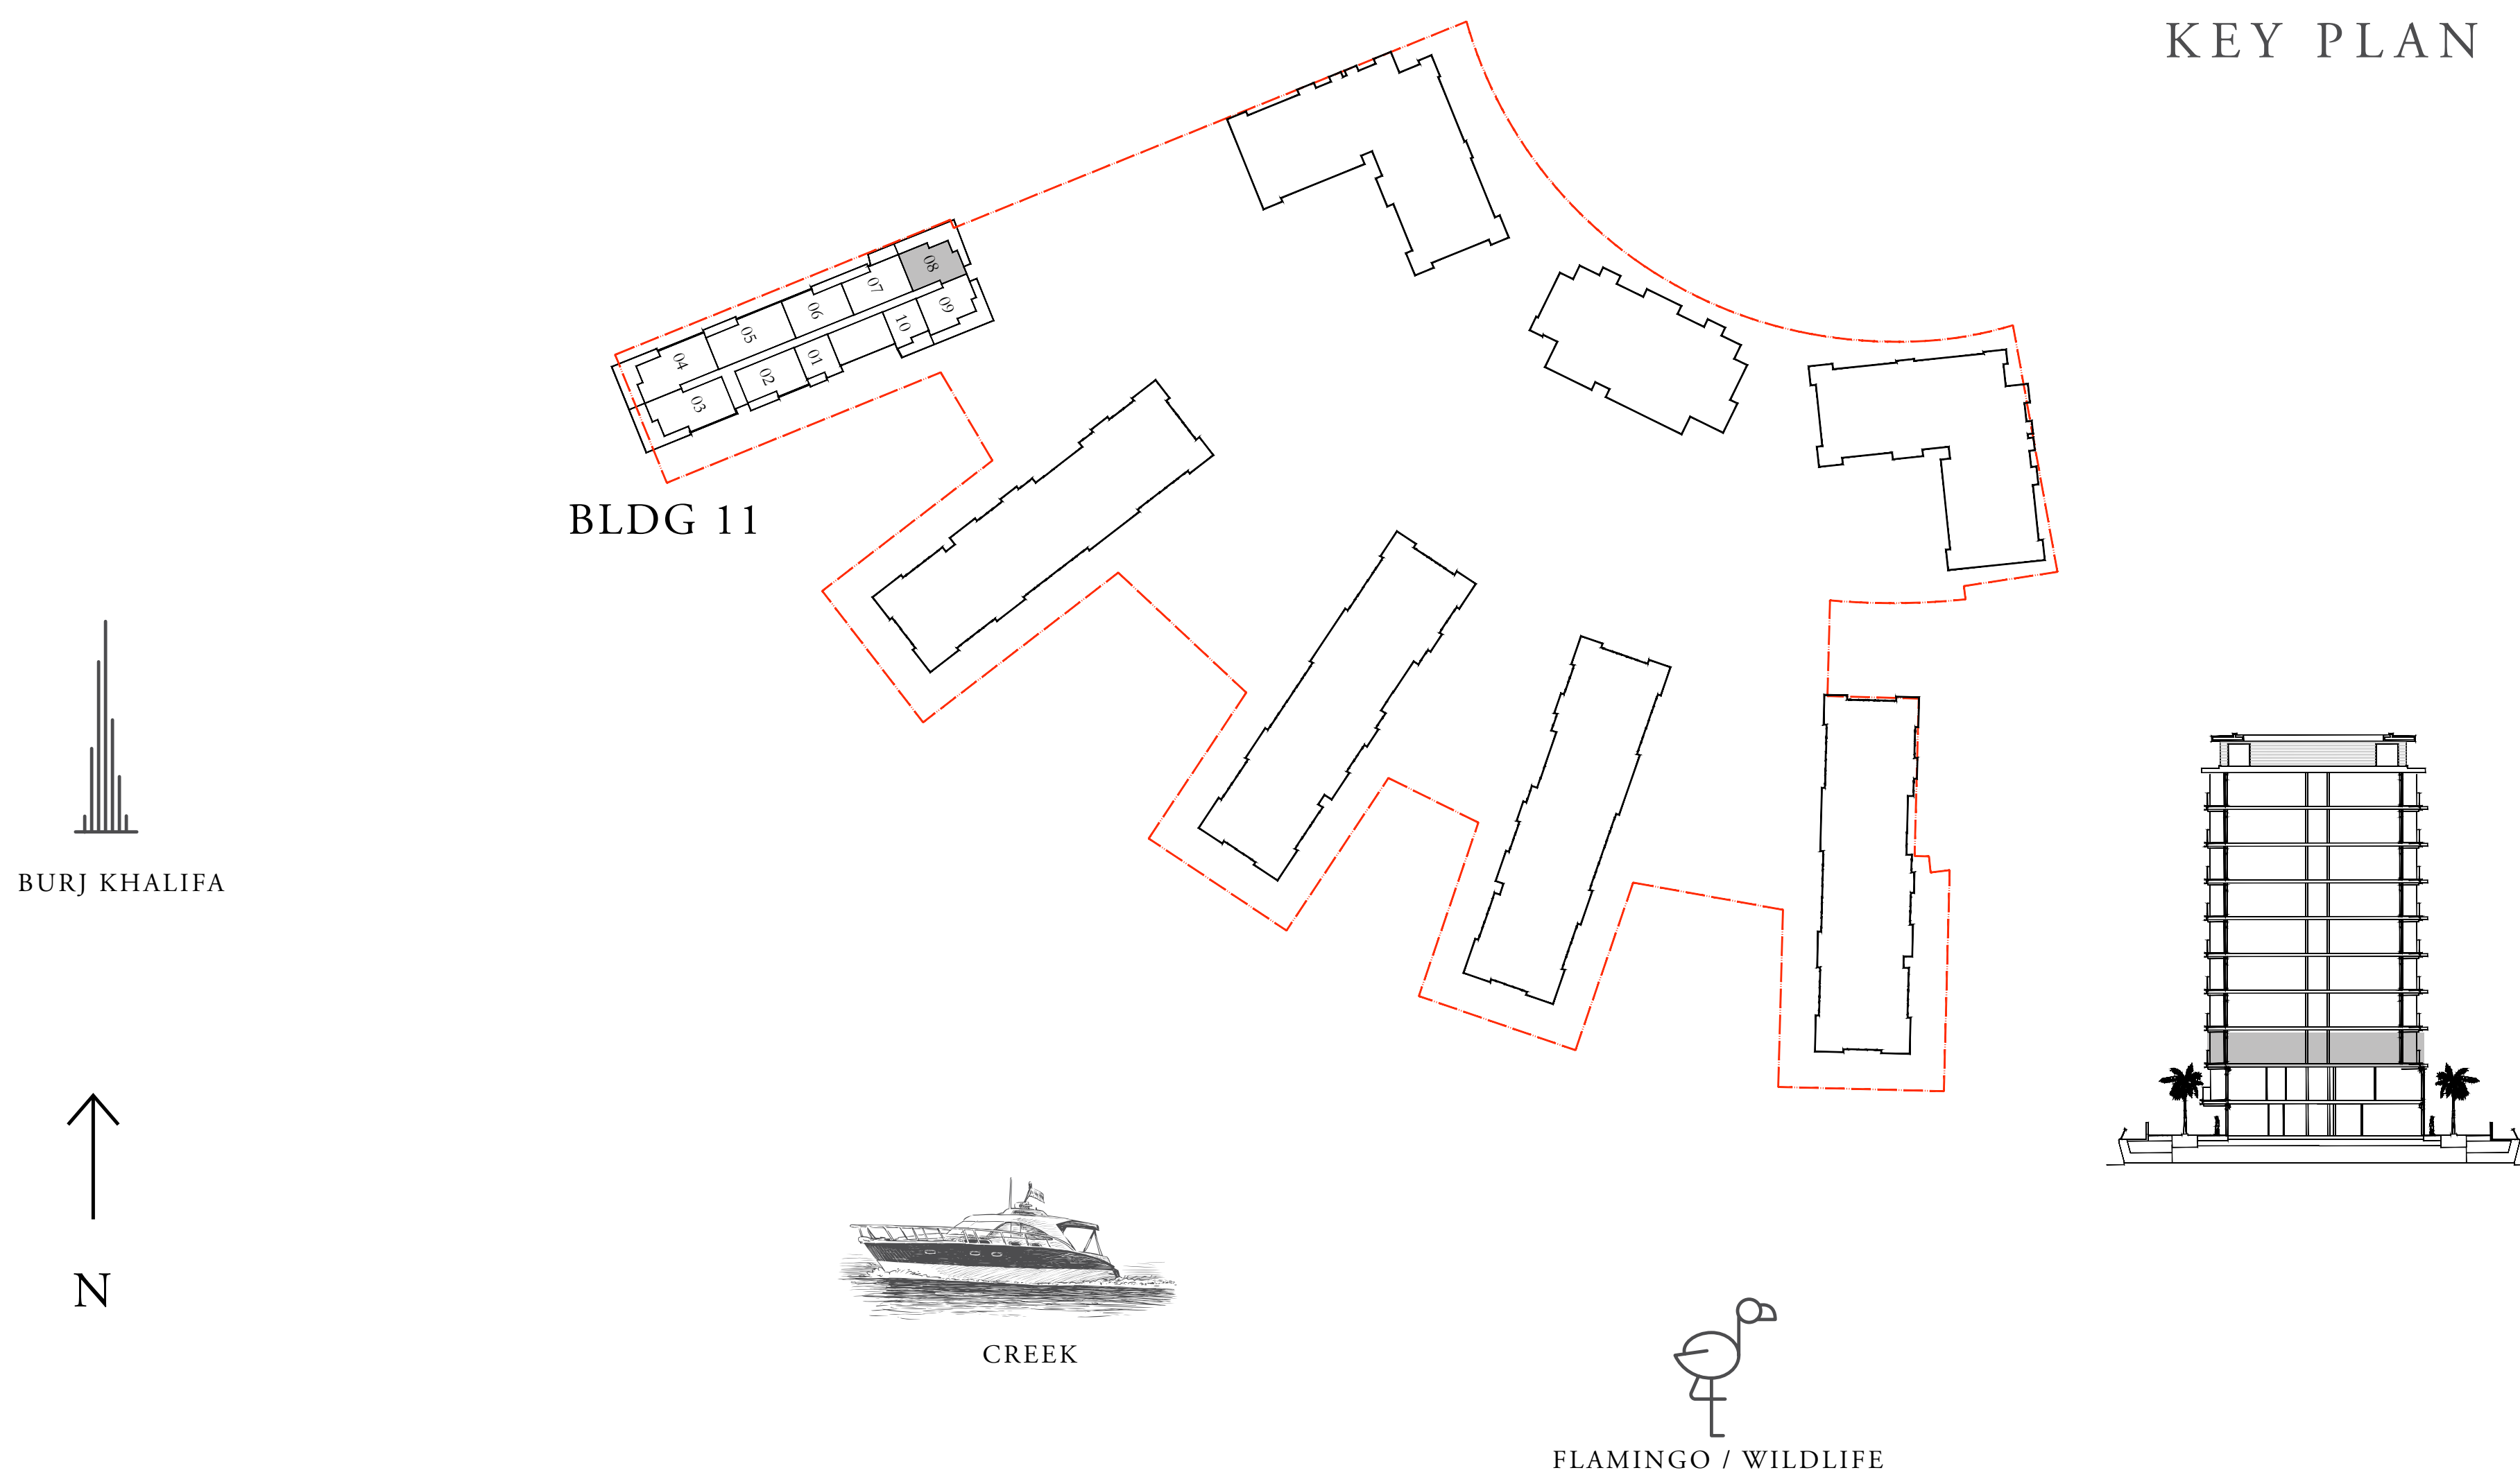 KEY PLAN
08
07
09
06
10
05
01
04
02
03
BLDG 11
BURJ KHALIFA
N
CREEK
FLAMINGO / WILDLIFE